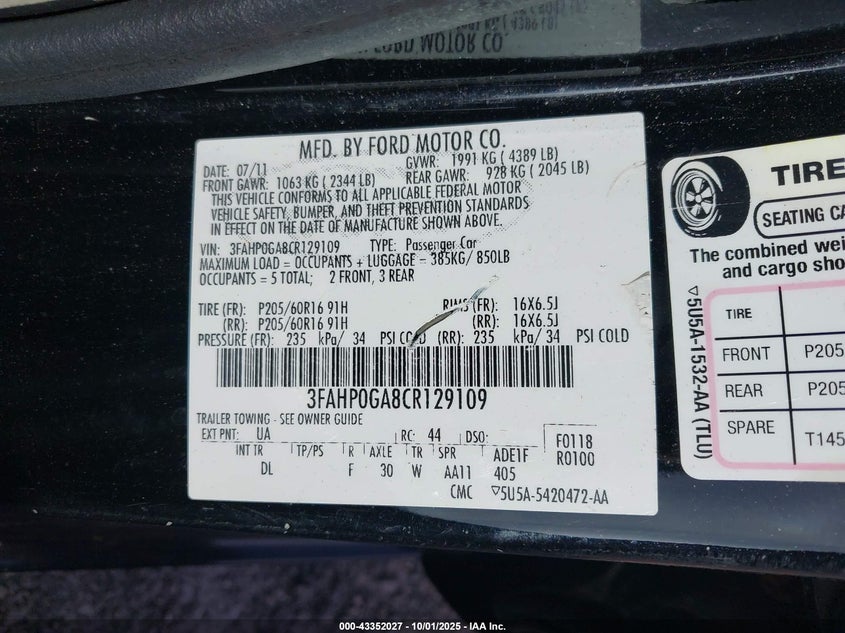 MFD. BY FORD MOTOR CO.
DATE: 07/11
GVWR: 1991 KG ( 4389 LB)
FRONT GAWR: 1063 KG ( 2344 LB)
REAR GAWR: 928 KG ( 2045 LB)
THIS VEHICLE CONFORMS TO ALL APPLICABLE FEDERAL MOTOR
VEHICLE SAFETY, BUMPER, AND THEFT PREVENTION STANDARDS
IN EFFECT ON THE DATE OF MANUFACTURE SHOWN ABOVE.
VIN: 3FAHP0GA8CR129109 TYPE: Passenger Car
MAXIMUM LOAD = OCCUPANTS + LUGGAGE = 385KG/ 850LB
OCCUPANTS = 5 TOTAL; 2 FRONT, 3 REAR
TIRE (FR): P205/60R16 91H RIMS (FR): 16X6.5J
(RR): P205/60R16 91H (RR): 16X6.5J
PRESSURE (FR): 235 kPa/ 34 PSI COLD (RR): 235 kPa/ 34 PSI COLD
3FAHP0GA8CR129109
TRAILER TOWING - SEE OWNER GUIDE
EXT PNT: UA RC: 44 DSO: F0118
INT TR TP/PS R AXLE TR SPR ADE1F R0100
DL F 30 W AA11 405
CMC ▽5U5A-5420472-AA
TIRE
SEATING CA
The combined wei
and cargo sho
TIRE
FRONT P205
REAR P205
SPARE T145
▽5U5A-1532-AA (TLU)
000-43352027 - 10/01/2025 - IAA Inc.